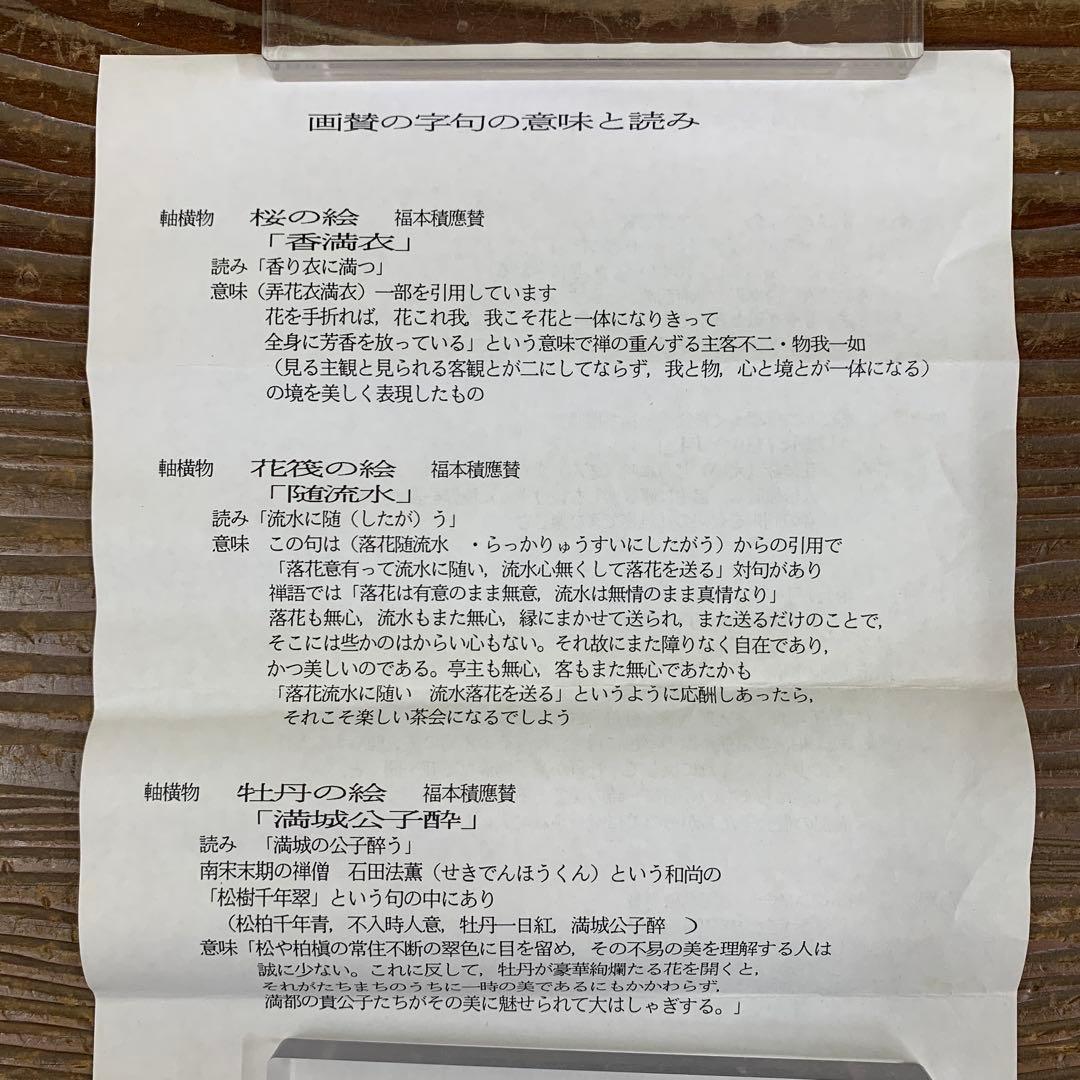 画賛の字句の意味と読み
軸横物　桜の絵　福本積應賛
「香満衣」
読み「香り衣に満つ」
意味（弄花衣満衣）一部を引用しています
花を手折れば，花これ我，我こそ花と一体になりきって
全身に芳香を放っている」という意味で禅の重んずる主客不二・物我一如
（見る主観と見られる客観とが二にしてならず，我と物，心と境とが一体になる）
の境を美しく表現したもの
軸横物　花筏の絵　福本積應賛
「随流水」
読み「流水に随（したが）う」
意味　この句は（落花随流水　・らっかりゅうすいにしたがう）からの引用で
「落花意有って流水に随い，流水心無くして落花を送る」対句があり
禅語では「落花は有意のまま無意，流水は無情のまま真情なり」
落花も無心，流水もまた無心，縁にまかせて送られ，また送るだけのことで，
そこには些かのはからい心もない。それ故にまた障りなく自在であり，
かつ美しいのである。亭主も無心，客もまた無心であたかも
「落花流水に随い　流水落花を送る」というように応酬しあったら，
それこそ楽しい茶会になるでしよう
軸横物　牡丹の絵　福本積應賛
「満城公子酔」
読み　「満城の公子酔う」
南宋末期の禅僧　石田法薫（せきでんほうくん）という和尚の
「松樹千年翠」という句の中にあり
（松柏千年青，不入時人意，牡丹一日紅，満城公子酔　）
意味「松や柏槇の常住不断の翠色に目を留め，その不易の美を理解する人は
誠に少ない。これに反して，牡丹が豪華絢爛たる花を開くと，
それがたちまちのうちに一時の美であるにもかかわらず，
満都の貴公子たちがその美に魅せられて大はしゃぎする。」